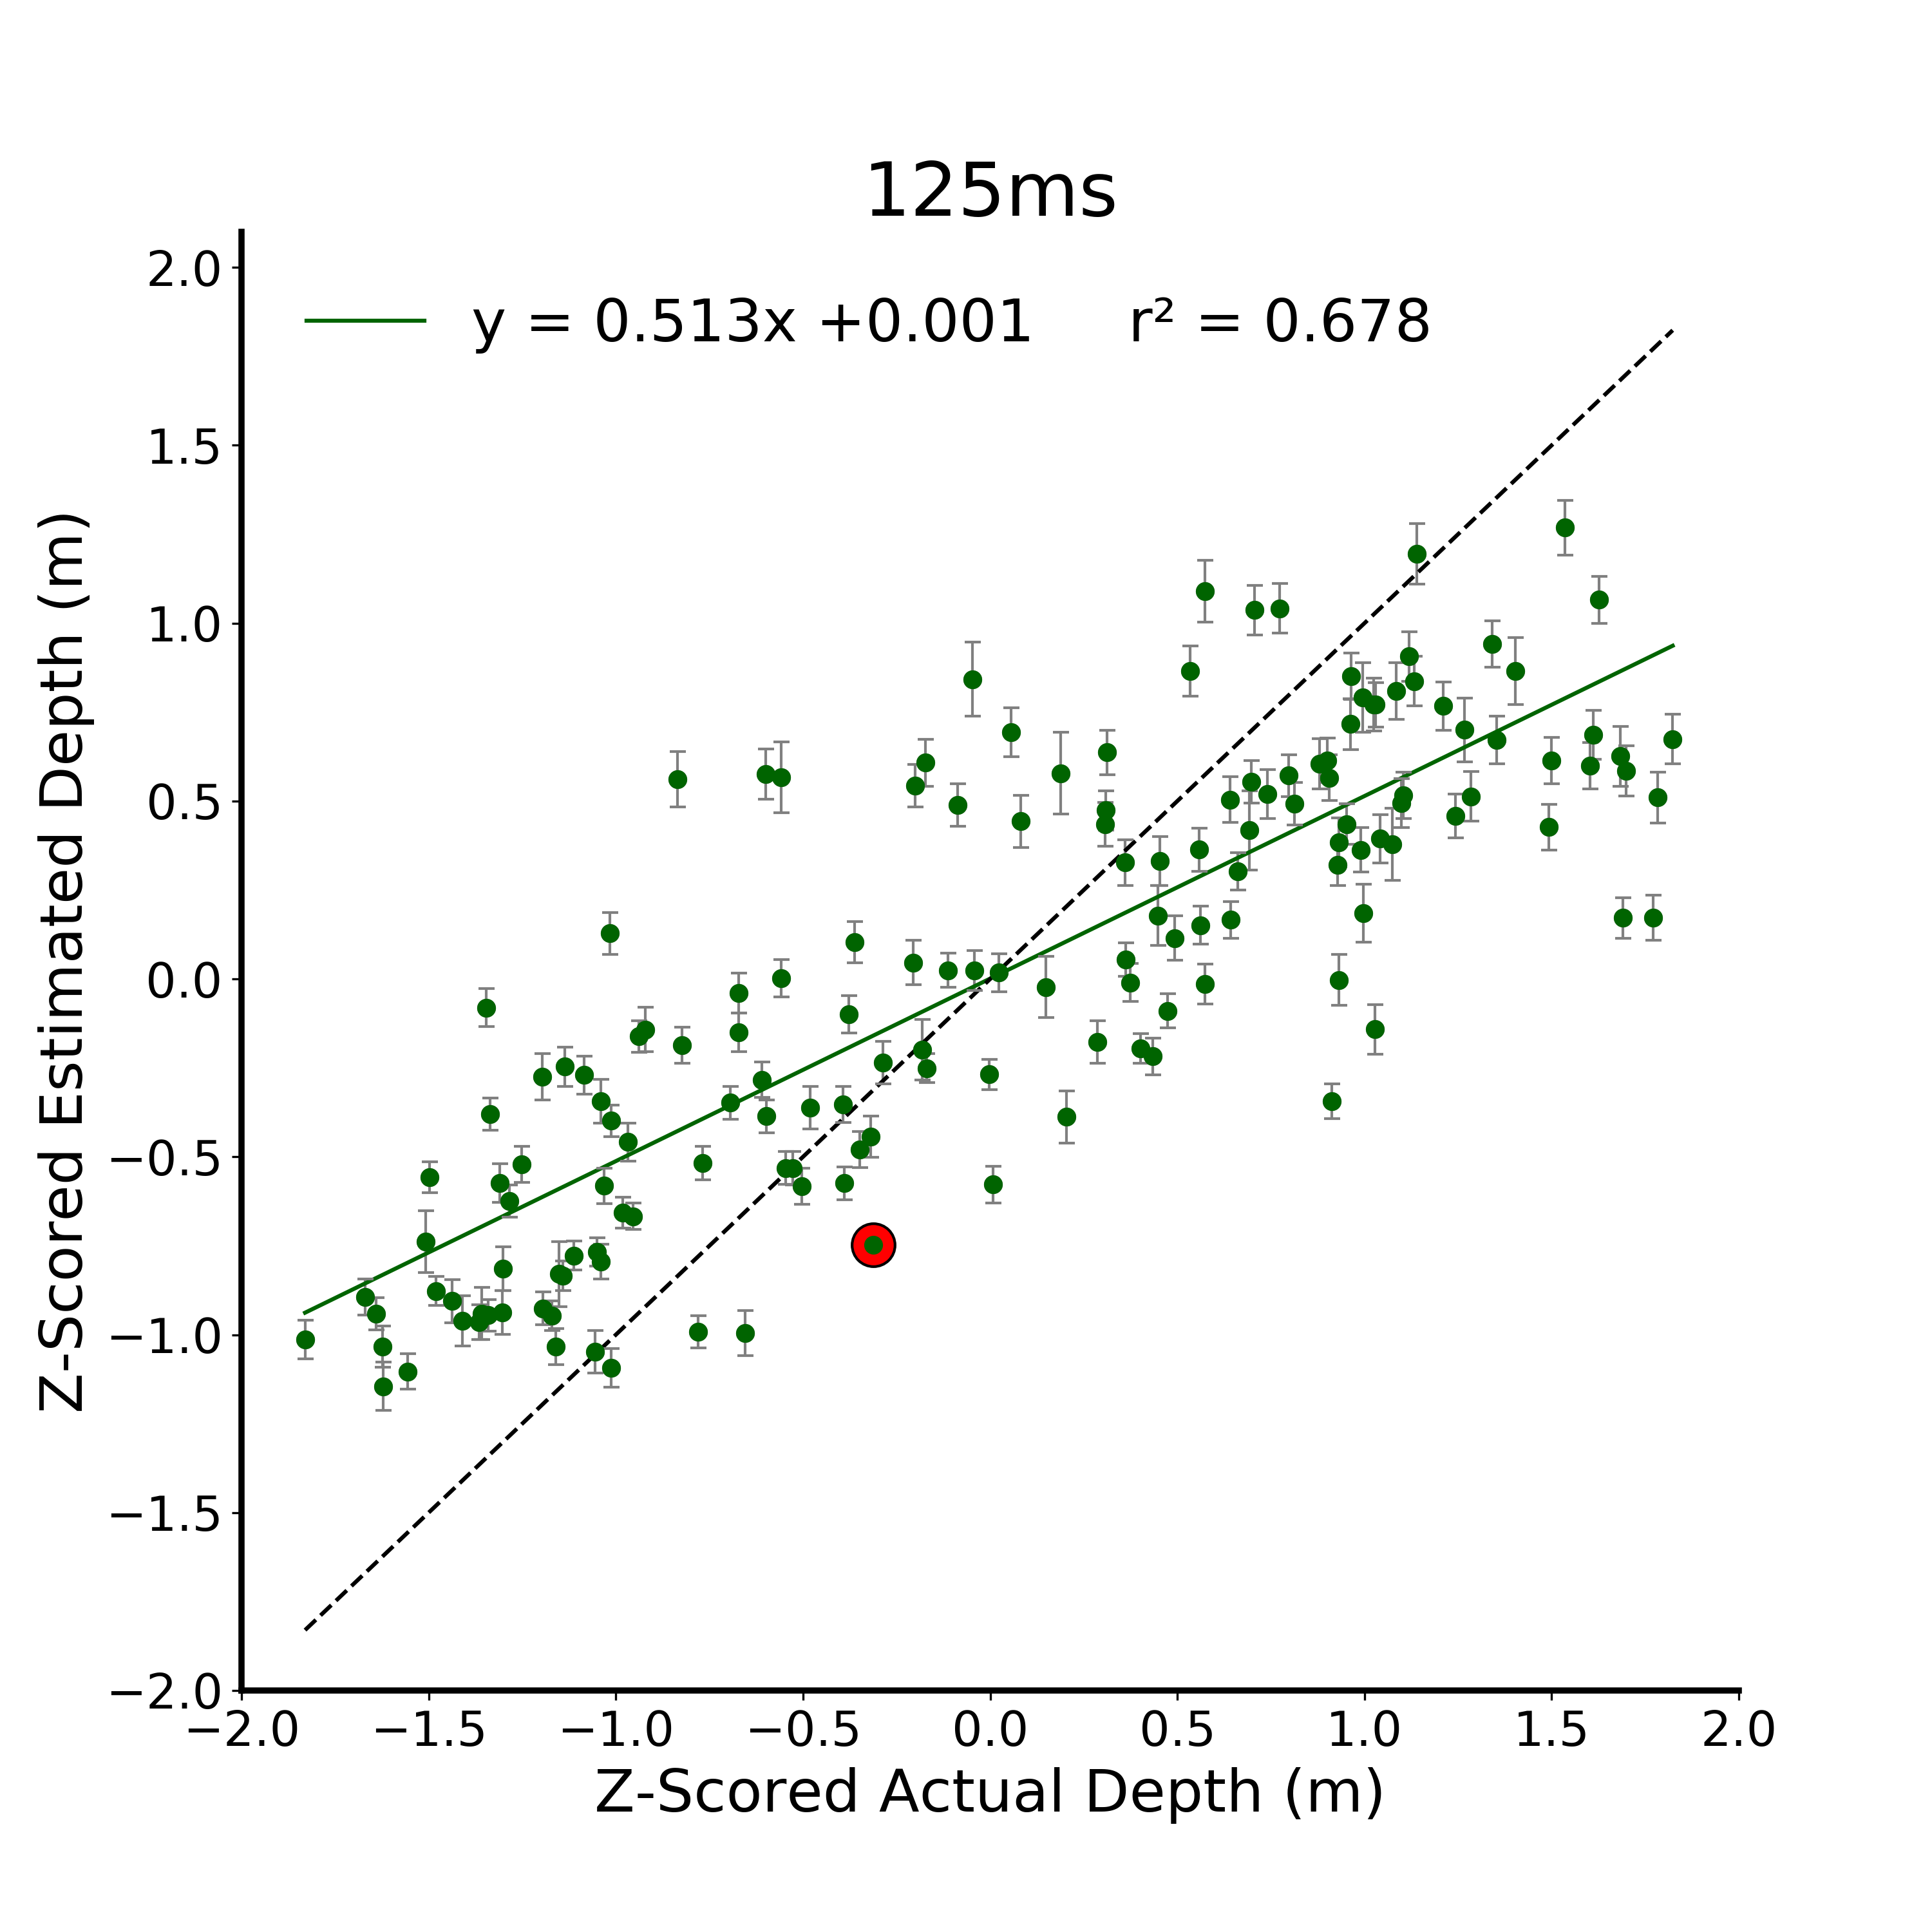 125ms
y = 0.513x +0.001 r² = 0.678
2.0
1.5
1.0
0.5
0.0
−0.5
−1.0
−1.5
−2.0
Z-Scored Estimated Depth (m)
−2.0 −1.5 −1.0 −0.5 0.0 0.5 1.0 1.5 2.0
Z-Scored Actual Depth (m)